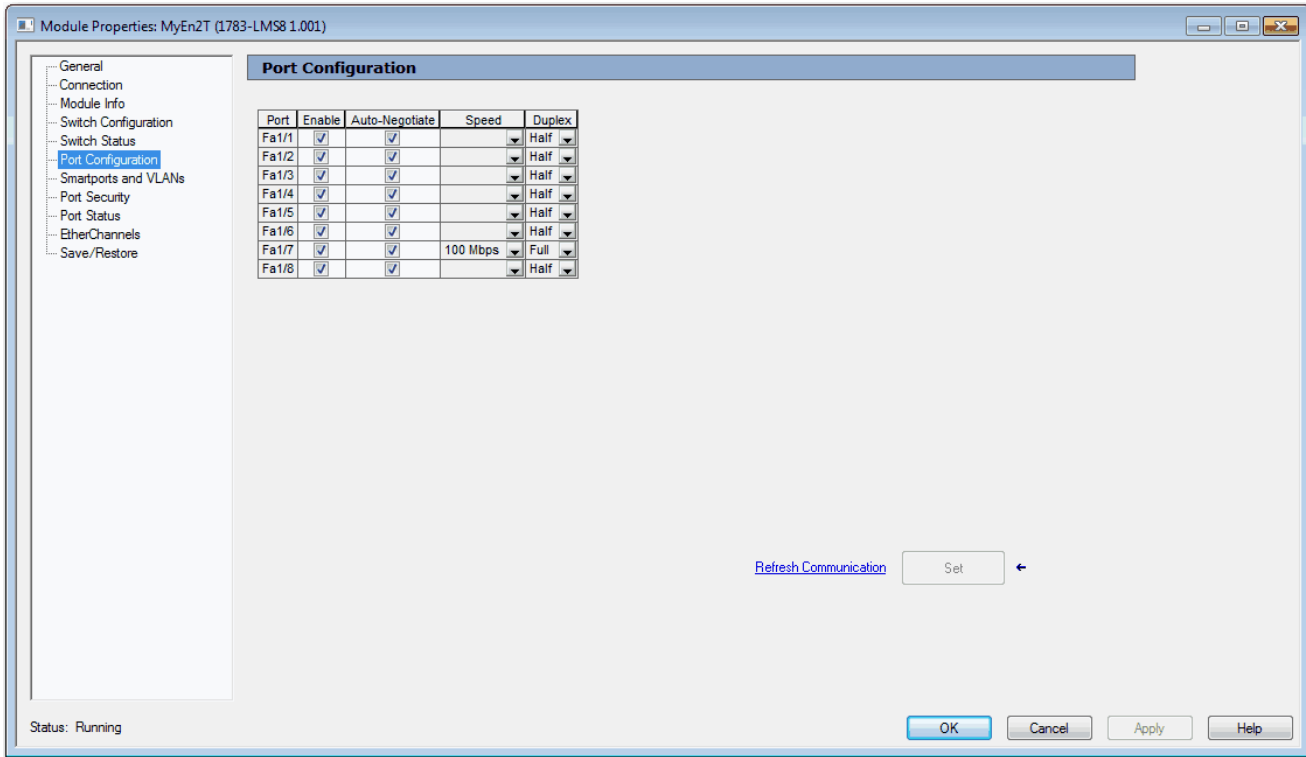 Module Properties: MyEn2T (1783-LMS8 1.001)
General
Connection
Module Info
Switch Configuration
Switch Status
Port Configuration
Smartports and VLANs
Port Security
Port Status
EtherChannels
Save/Restore
Port Configuration
Port Enable Auto-Negotiate Speed Duplex
Fa1/1 Half
Fa1/2 Half
Fa1/3 Half
Fa1/4 Half
Fa1/5 Half
Fa1/6 Half
Fa1/7 100 Mbps Full
Fa1/8 Half
Refresh Communication Set
Status: Running
OK Cancel Apply Help